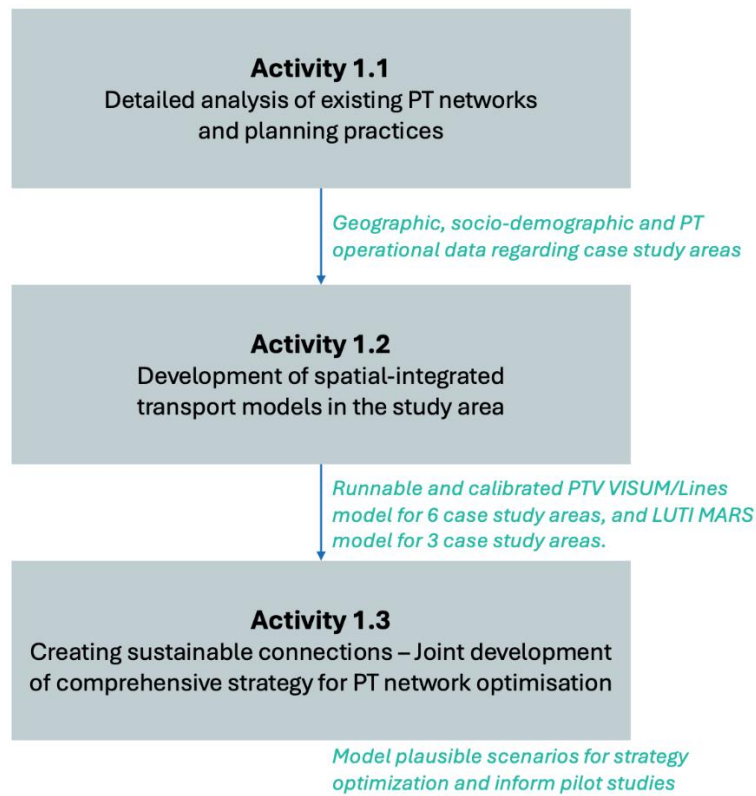 Activity 1.1
Detailed analysis of existing PT networks
and planning practices
Geographic, socio-demographic and PT
operational data regarding case study areas
Activity 1.2
Development of spatial-integrated
transport models in the study area
Runnable and calibrated PTV VISUM/Lines
model for 6 case study areas, and LUTI MARS
model for 3 case study areas.
Activity 1.3
Creating sustainable connections – Joint development
of comprehensive strategy for PT network optimisation
Model plausible scenarios for strategy
optimization and inform pilot studies